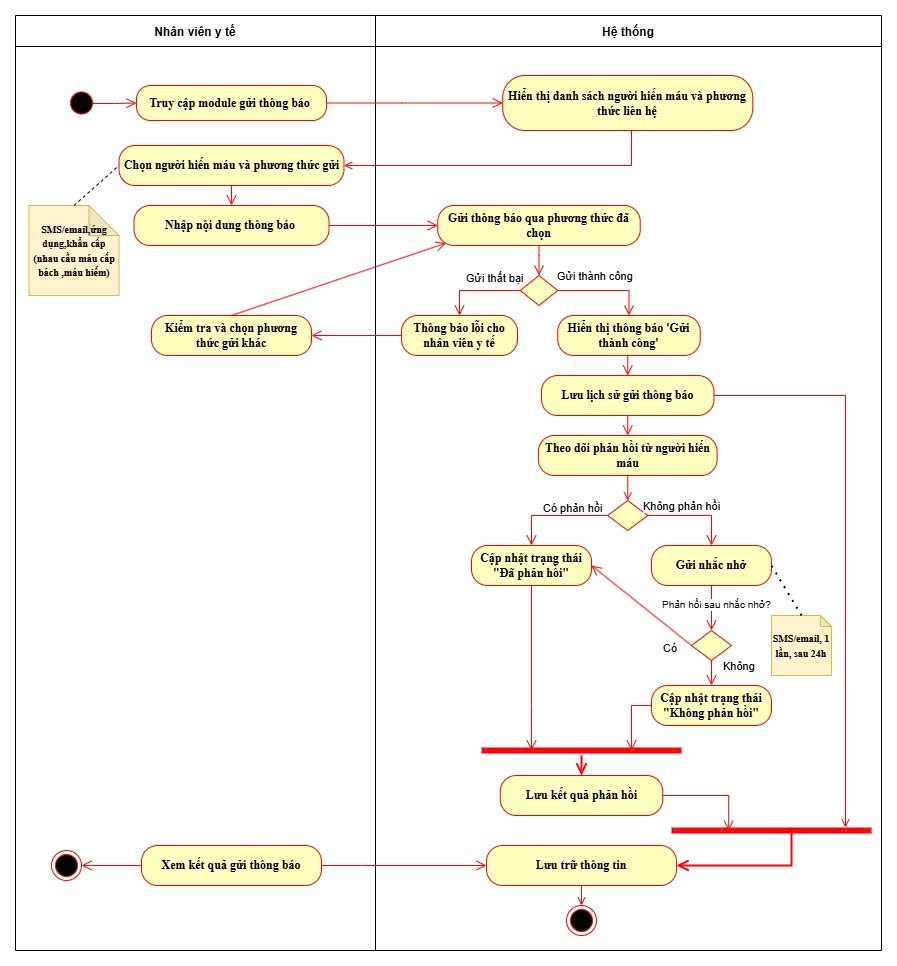 Nhân viên y tế
Hệ thống
Truy cập module gửi thông báo
Hiển thị danh sách người hiến máu và phương
thức liên hệ
Chọn người hiến máu và phương thức gửi
SMS/email,ứng
dụng,khẩn cấp
(nhau cầu máu cấp
bách ,máu hiếm)
Nhập nội dung thông báo
Gửi thông báo qua phương thức đã
chọn
Gửi thất bại
Gửi thành công
Kiểm tra và chọn phương
thức gửi khác
Thông báo lỗi cho
nhân viên y tế
Hiển thị thông báo 'Gửi
thành công'
Lưu lịch sử gửi thông báo
Theo dõi phản hồi từ người hiến
máu
Có phản hồi
Không phản hồi
Cập nhật trạng thái
"Đã phản hồi"
Gửi nhắc nhở
Phản hồi sau nhắc nhở?
SMS/email, 1
lần, sau 24h
Có
Không
Cập nhật trạng thái
"Không phản hồi"
Lưu kết quả phản hồi
Xem kết quả gửi thông báo
Lưu trữ thông tin